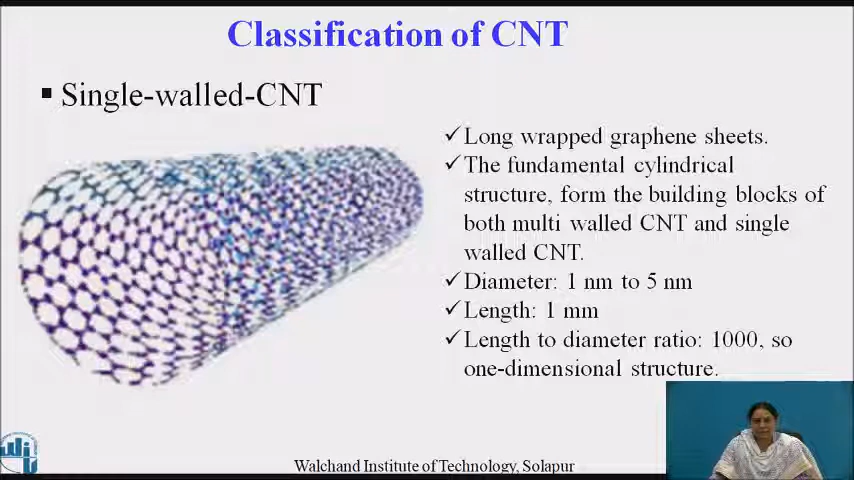 Classification of CNT
▪ Single-walled-CNT
✓Long wrapped graphene sheets.
✓The fundamental cylindrical
structure, form the building blocks of
both multi walled CNT and single
walled CNT.
✓Diameter: 1 nm to 5 nm
✓Length: 1 mm
✓Length to diameter ratio: 1000, so
one-dimensional structure.
Walchand Institute of Technology, Solapur